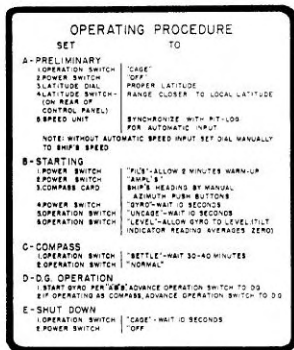 OPERATING PROCEDURE
SET TO
A-PRELIMINARY
1.OPERATION SWITCH "CAGE"
2.POWER SWITCH "OFF"
3.LATITUDE DIAL PROPER LATITUDE
4.LATITUDE SWITCH- RANGE CLOSER TO LOCAL LATITUDE
(ON REAR OF
CONTROL PANEL)
5.SPEED UNIT SYNCHRONIZE WITH PIT-LOG
FOR AUTOMATIC INPUT
NOTE: WITHOUT AUTOMATIC SPEED INPUT SET DIAL MANUALLY
TO SHIP'S SPEED
B-STARTING
1.POWER SWITCH "FIL'S"-ALLOW 2 MINUTES WARM-UP
2.POWER SWITCH "AMPL'S"
3.COMPASS CARD SHIP'S HEADING BY MANUAL
AZIMUTH PUSH BUTTONS
4.POWER SWITCH "GYRO"-WAIT 10 SECONDS
5.OPERATION SWITCH "UNCAGE"-WAIT 10 SECONDS
6.OPERATION SWITCH "LEVEL"-ALLOW GYRO TO LEVEL (TILT
INDICATOR READING AVERAGES ZERO)
C-COMPASS
1.OPERATION SWITCH "SETTLE"-WAIT 30-40 MINUTES
2.OPERATION SWITCH "NORMAL"
D-D.G. OPERATION
1.START GYRO PER "A&B" ADVANCE OPERATION SWITCH TO DG
2.IF OPERATING AS COMPASS, ADVANCE OPERATION SWITCH TO DG
E-SHUT DOWN
1.OPERATION SWITCH "CAGE"-WAIT 10 SECONDS
2.POWER SWITCH "OFF